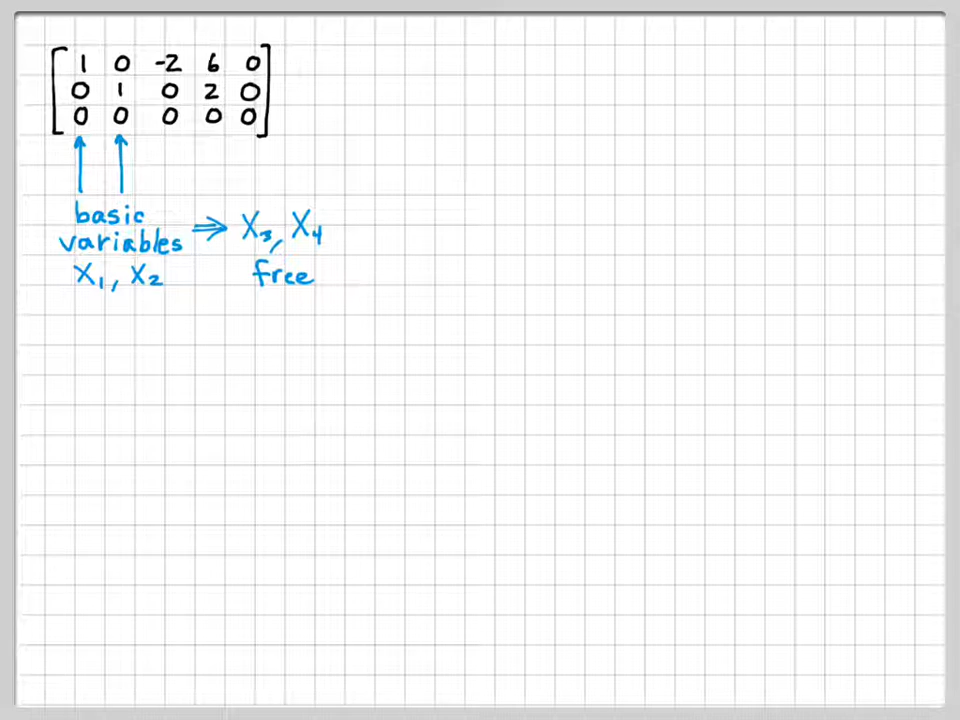 1 0 -2 6 0
0 1 0 2 0
0 0 0 0 0
basic
variables ⇒ X₃, X₄
X₁, X₂ free